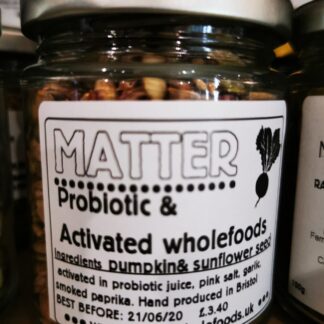 MATTER
Probiotic &
Activated wholefoods
Ingredients pumpkin& sunflower seed
activated in probiotic juice, pink salt, garlic,
smoked paprika. Hand produced in Bristol
BEST BEFORE: 21/06/20 £3.40
efoods.uk